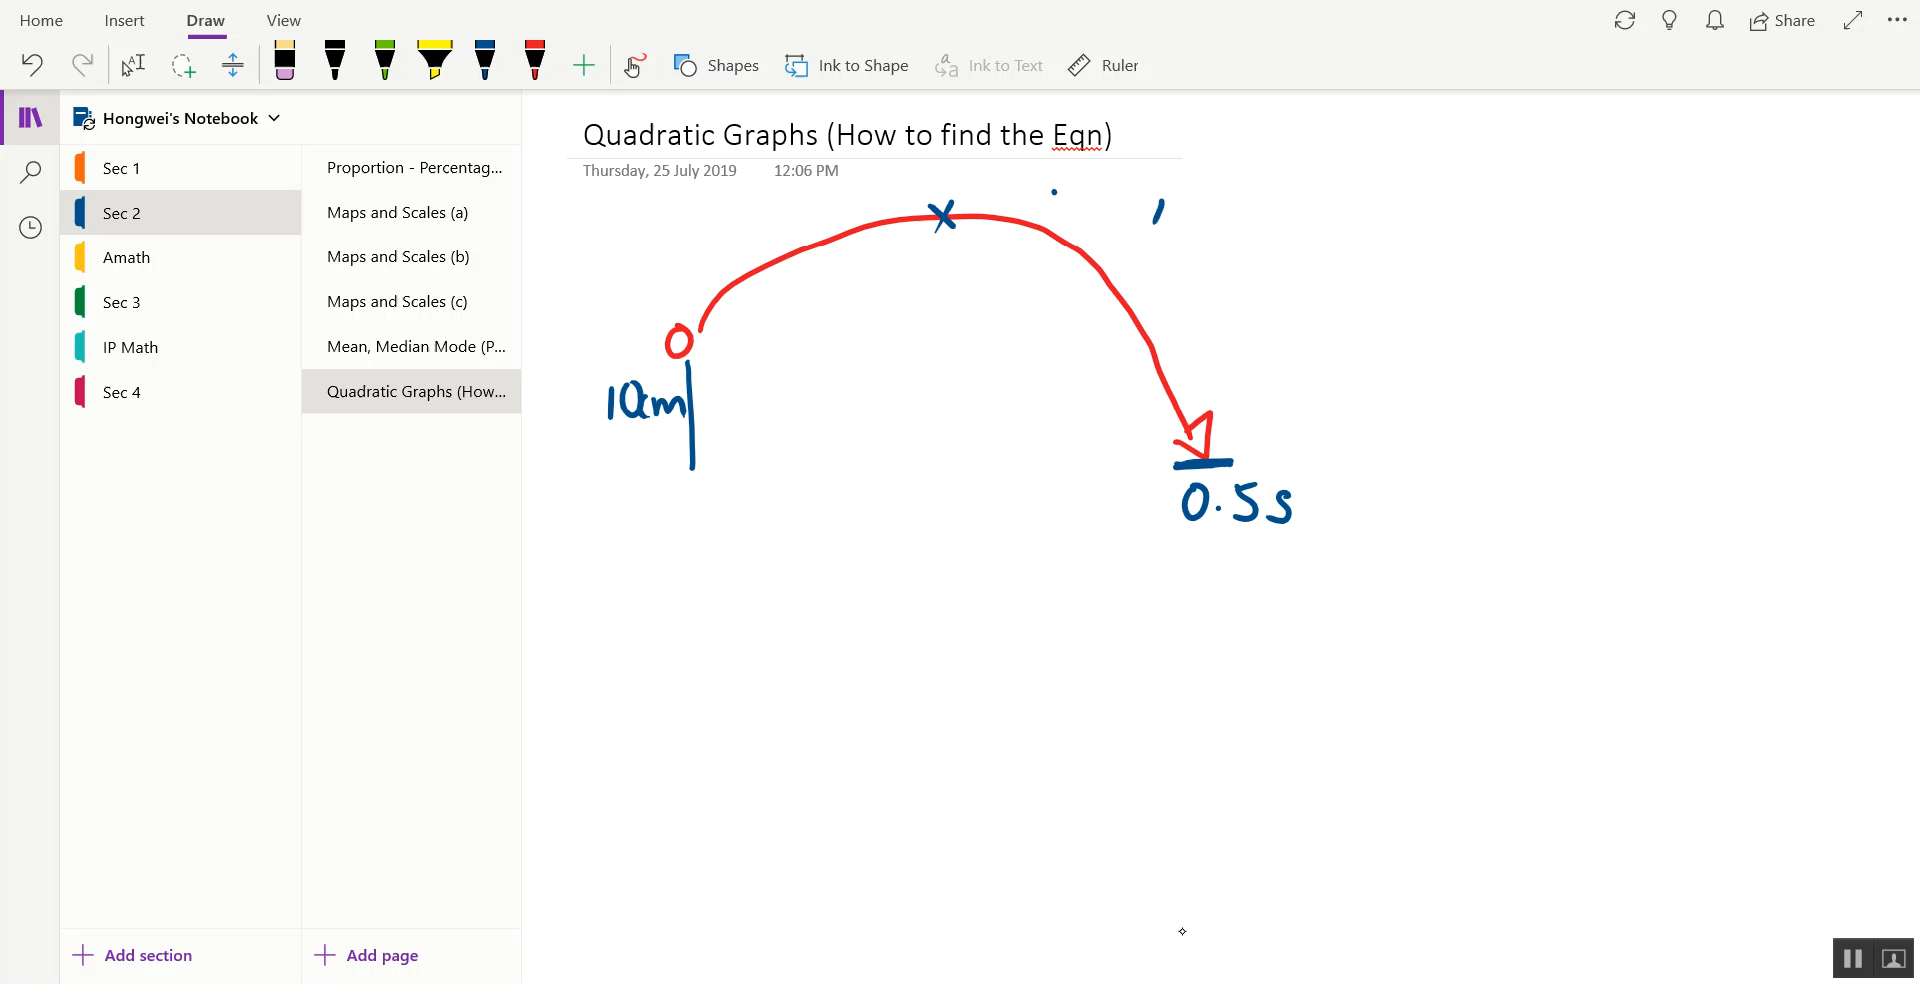 Home Insert Draw View
Share
Shapes Ink to Shape Ink to Text Ruler
Hongwei's Notebook
Sec 1
Sec 2
Amath
Sec 3
IP Math
Sec 4
Add section
Proportion - Percentag...
Maps and Scales (a)
Maps and Scales (b)
Maps and Scales (c)
Mean, Median Mode (P...
Quadratic Graphs (How...
Add page
Quadratic Graphs (How to find the Eqn)
Thursday, 25 July 2019 12:06 PM
10cm
0.5s